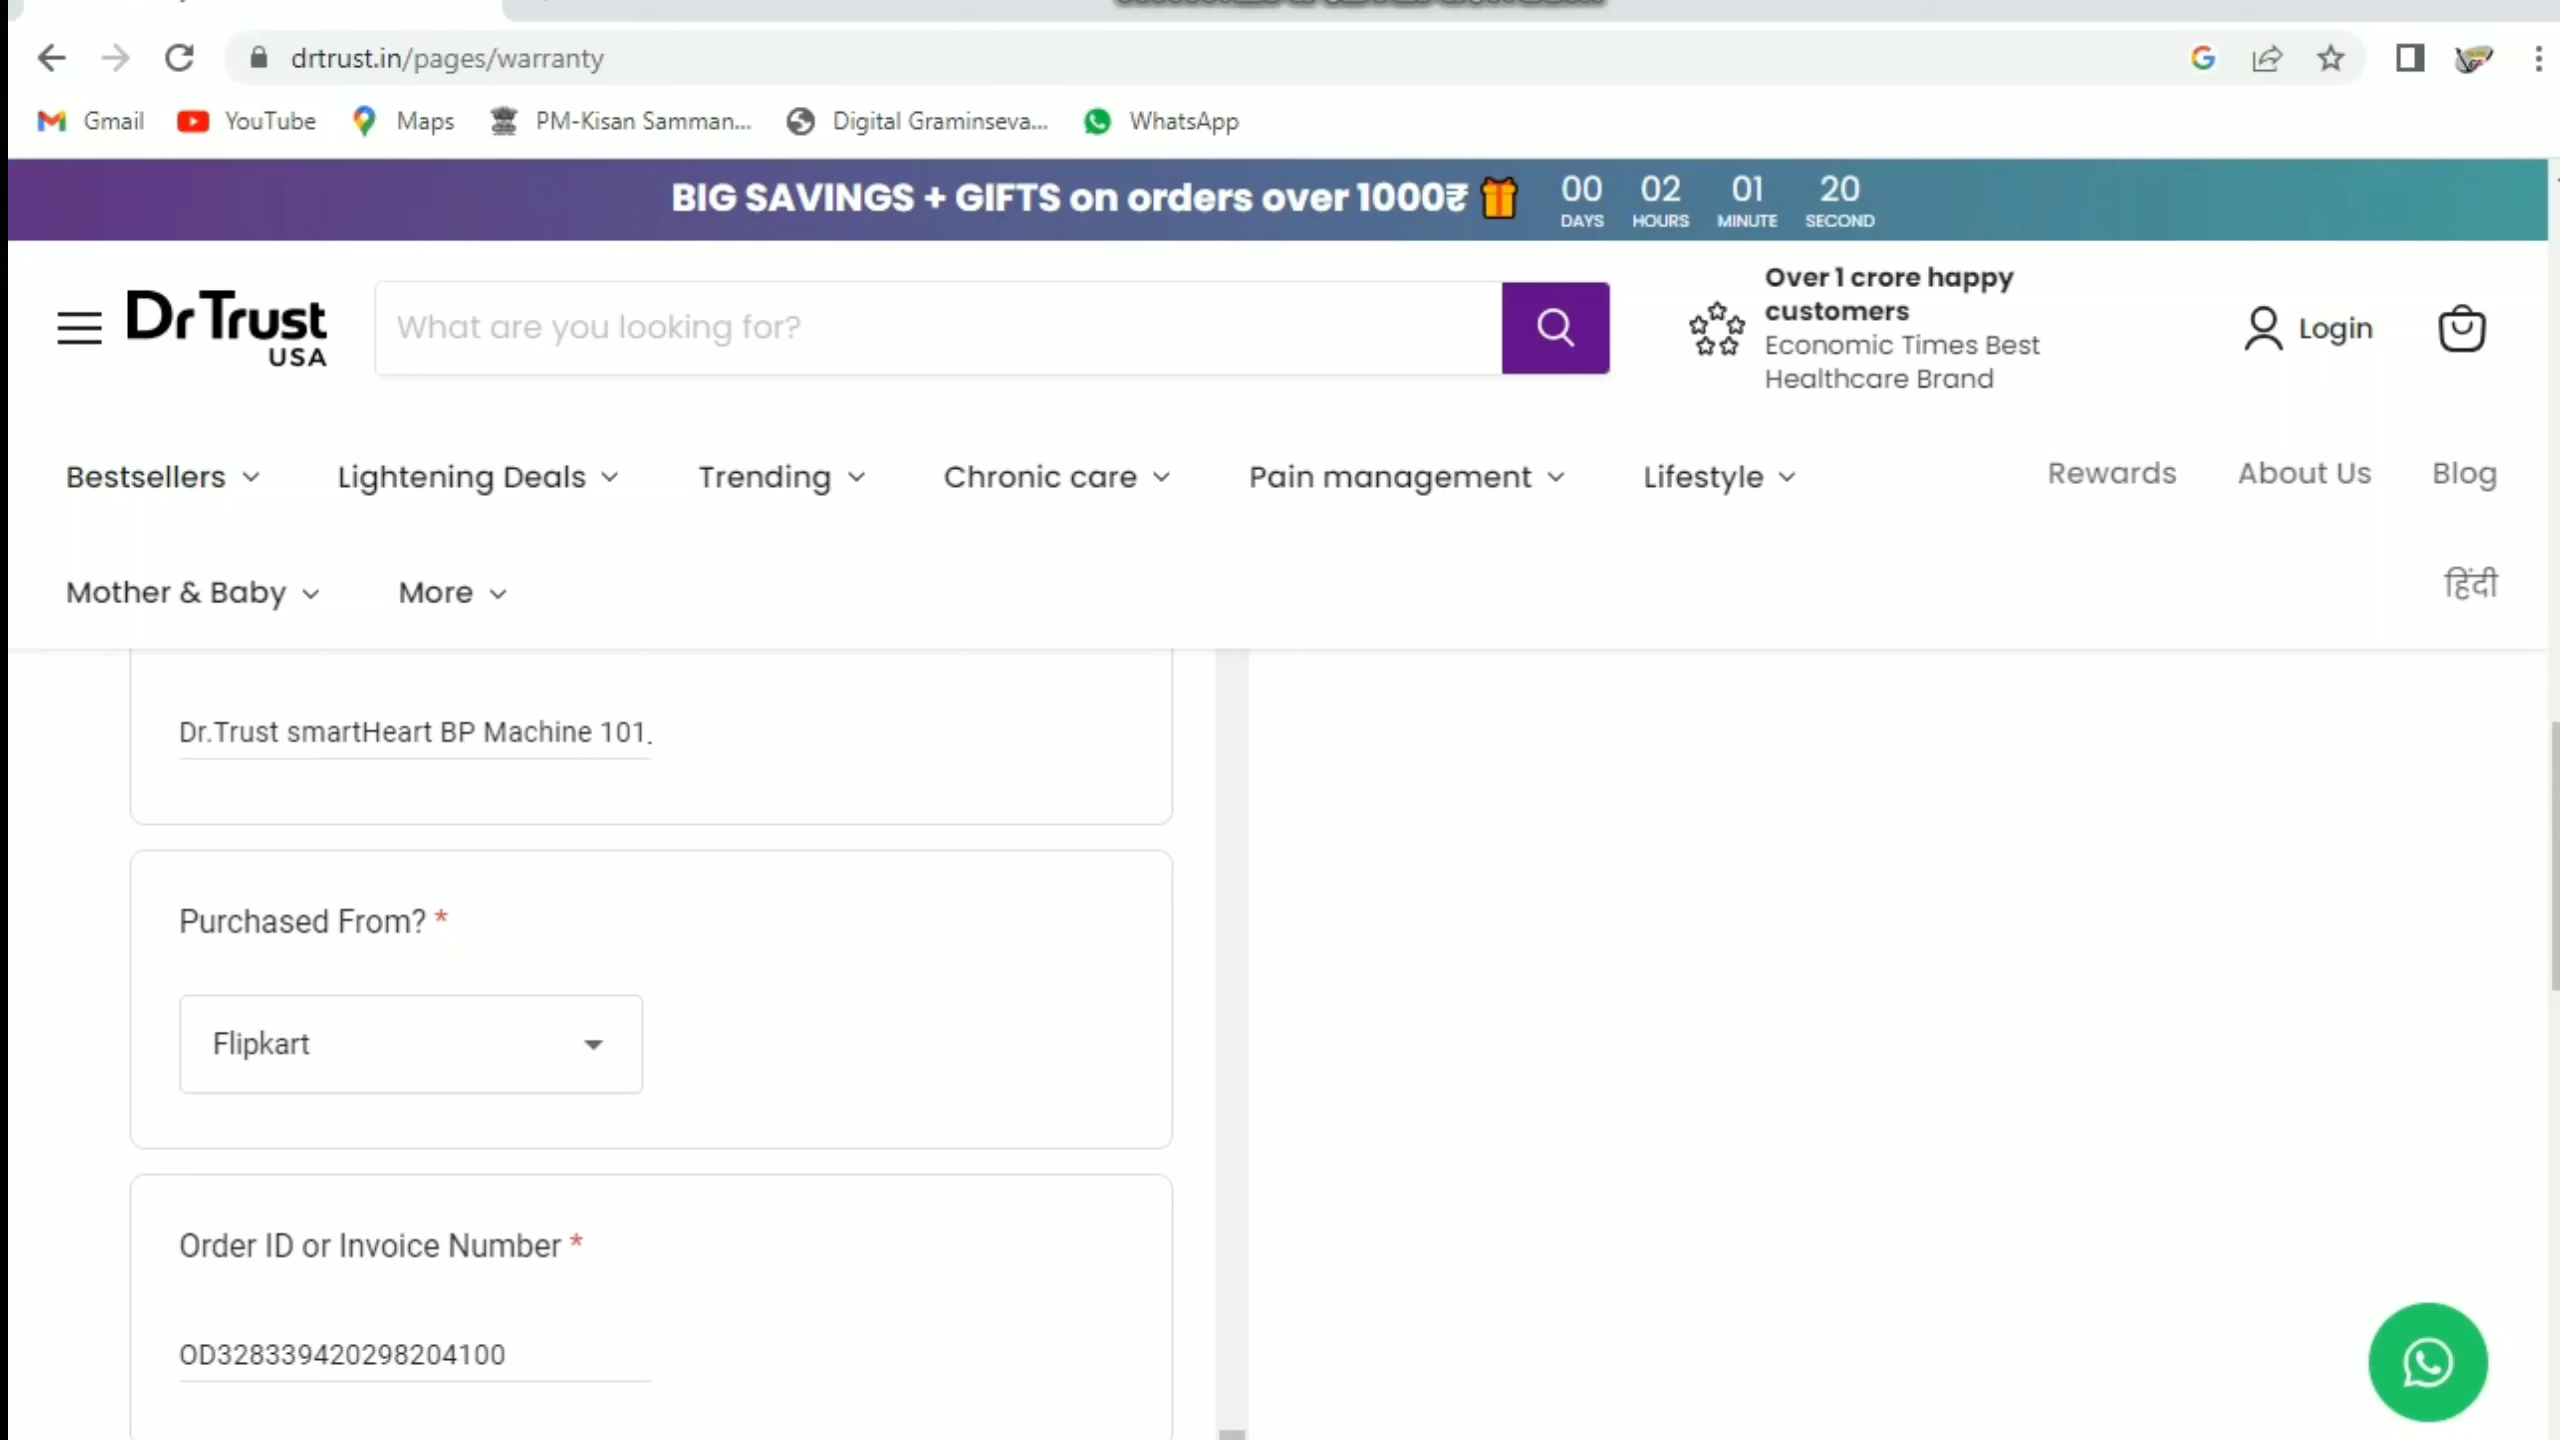 drtrust.in/pages/warranty
Gmail YouTube Maps PM-Kisan Samman... Digital Graminseva... WhatsApp
BIG SAVINGS + GIFTS on orders over 1000₹ 00 DAYS 02 HOURS 01 MINUTE 20 SECOND
Dr Trust
USA
What are you looking for?
Over 1 crore happy
customers
Economic Times Best
Healthcare Brand
Login
Bestsellers Lightening Deals Trending Chronic care Pain management Lifestyle Rewards About Us Blog
Mother & Baby More हिंदी
Dr.Trust smartHeart BP Machine 101
Purchased From? *
Flipkart
Order ID or Invoice Number *
OD328339420298204100